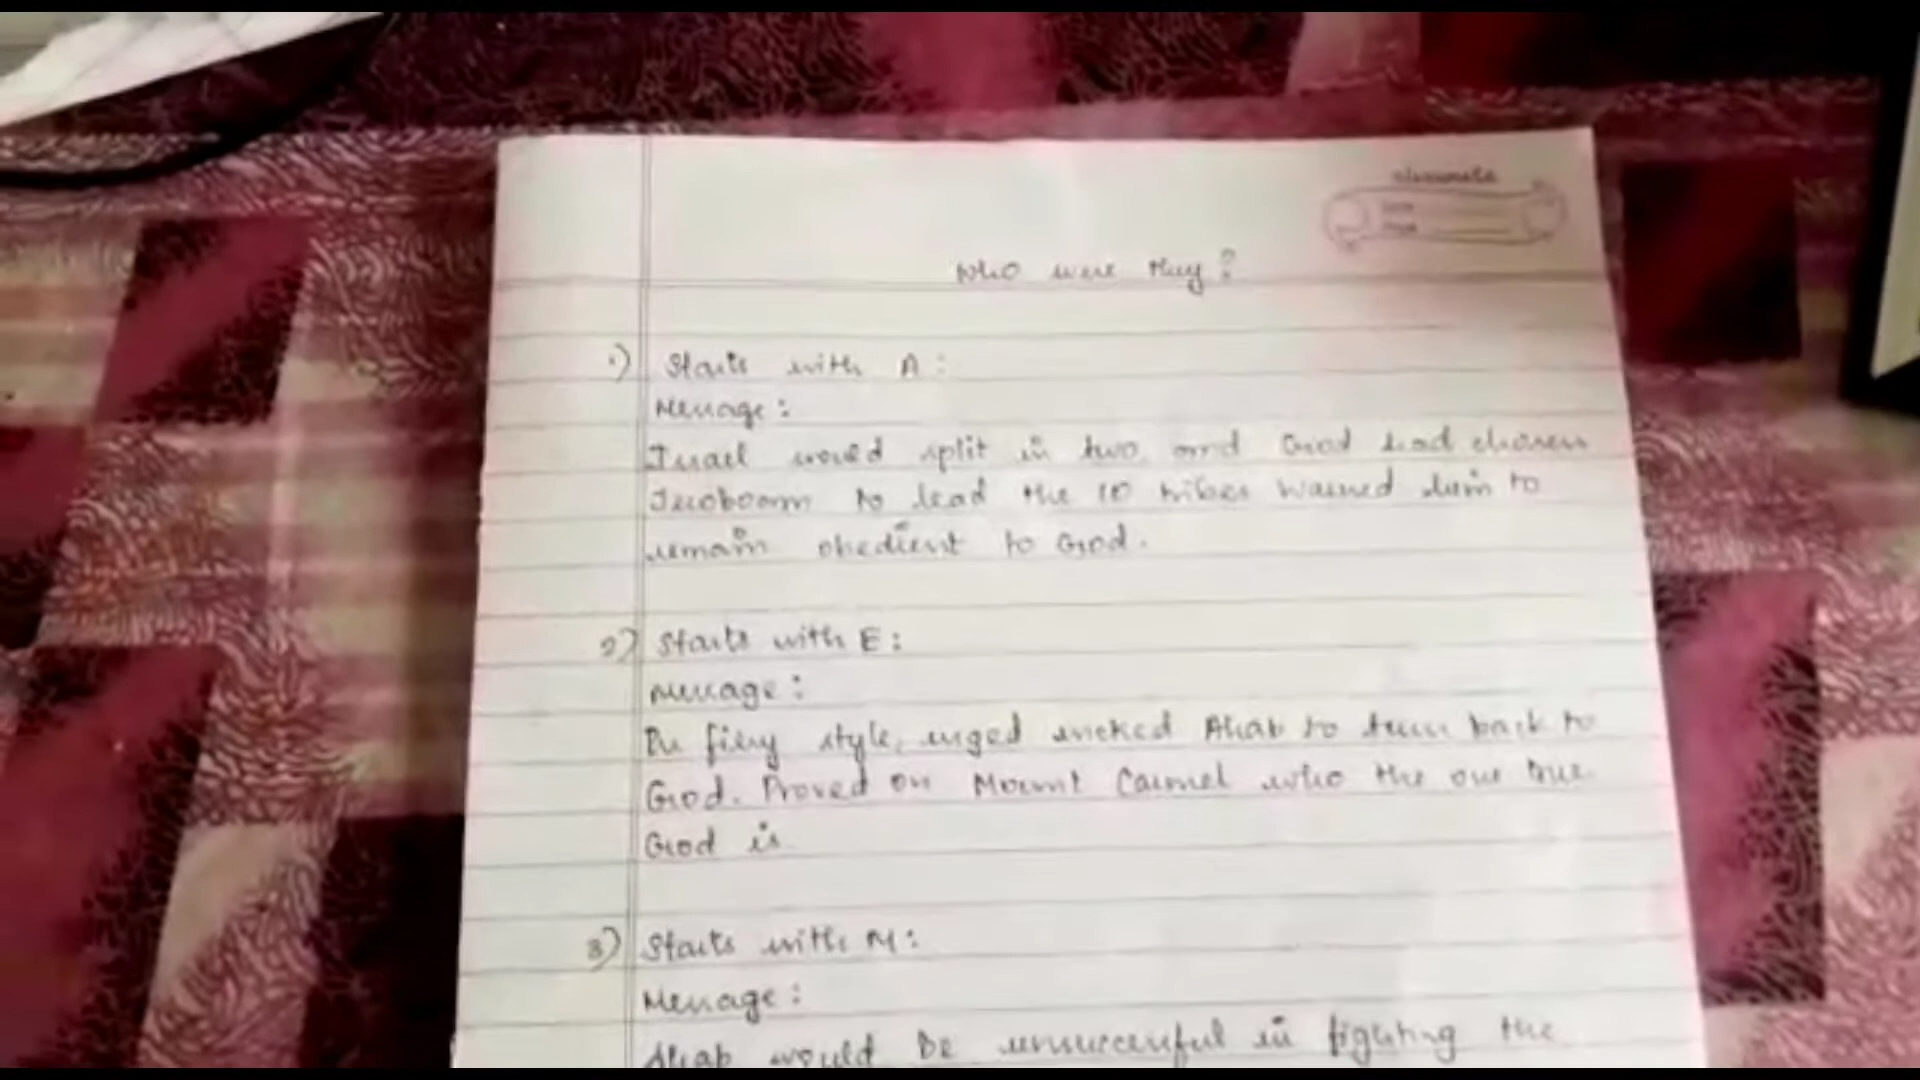 classmate
Who were they?
1) Starts with A:
Message:
Israel would split in two and God had chosen
Jeroboam to lead the 10 tribes warned him to
remain obedient to God.
2) Starts with E:
Message:
In fiery style, urged wicked Ahab to turn back to
God. Proved on Mount Carmel who the one true
God is
3) Starts with M:
Message:
Ahab would be unsuccessful in fighting the